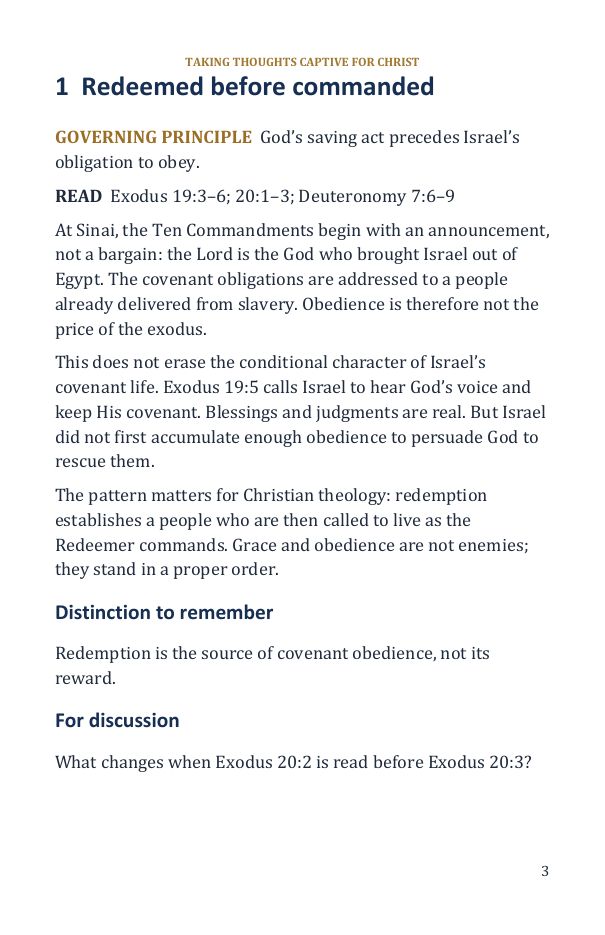 TAKING THOUGHTS CAPTIVE FOR CHRIST
1 Redeemed before commanded
GOVERNING PRINCIPLE God’s saving act precedes Israel’s
obligation to obey.
READ Exodus 19:3–6; 20:1–3; Deuteronomy 7:6–9
At Sinai, the Ten Commandments begin with an announcement,
not a bargain: the Lord is the God who brought Israel out of
Egypt. The covenant obligations are addressed to a people
already delivered from slavery. Obedience is therefore not the
price of the exodus.
This does not erase the conditional character of Israel’s
covenant life. Exodus 19:5 calls Israel to hear God’s voice and
keep His covenant. Blessings and judgments are real. But Israel
did not first accumulate enough obedience to persuade God to
rescue them.
The pattern matters for Christian theology: redemption
establishes a people who are then called to live as the
Redeemer commands. Grace and obedience are not enemies;
they stand in a proper order.
Distinction to remember
Redemption is the source of covenant obedience, not its
reward.
For discussion
What changes when Exodus 20:2 is read before Exodus 20:3?
3